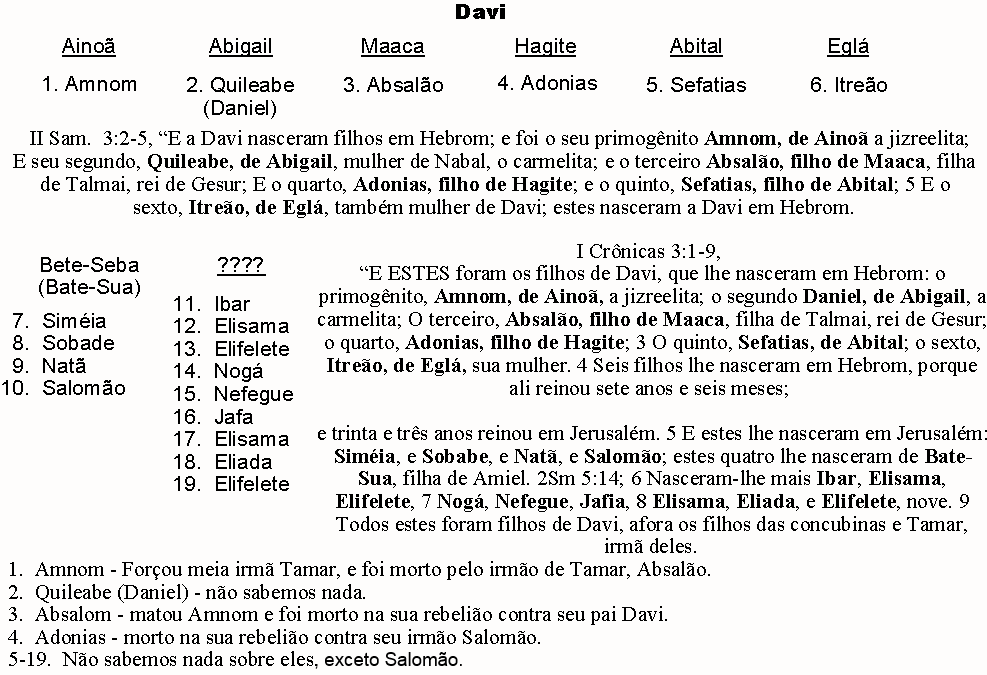 Davi
Ainoã Abigail Maaca Hagite Abital Eglá
1. Amnom 2. Quileabe 3. Absalão 4. Adonias 5. Sefatias 6. Itreão
(Daniel)
II Sam. 3:2-5, “E a Davi nasceram filhos em Hebrom; e foi o seu primogênito Amnom, de Ainoã a jizreelita;
E seu segundo, Quileabe, de Abigail, mulher de Nabal, o carmelita; e o terceiro Absalão, filho de Maaca, filha
de Talmai, rei de Gesur; E o quarto, Adonias, filho de Hagite; e o quinto, Sefatias, filho de Abital; 5 E o
sexto, Itreão, de Eglá, também mulher de Davi; estes nasceram a Davi em Hebrom.
Bete-Seba
(Bate-Sua)
7. Siméia
8. Sobade
9. Natã
10. Salomão
????
11. Ibar
12. Elisama
13. Elifelete
14. Nogá
15. Nefegue
16. Jafa
17. Elisama
18. Eliada
19. Elifelete
I Crônicas 3:1-9,
“E ESTES foram os filhos de Davi, que lhe nasceram em Hebrom: o
primogênito, Amnom, de Ainoã, a jizreelita; o segundo Daniel, de Abigail, a
carmelita; O terceiro, Absalão, filho de Maaca, filha de Talmai, rei de Gesur;
o quarto, Adonias, filho de Hagite; 3 O quinto, Sefatias, de Abital; o sexto,
Itreão, de Eglá, sua mulher. 4 Seis filhos lhe nasceram em Hebrom, porque
ali reinou sete anos e seis meses;
e trinta e três anos reinou em Jerusalém. 5 E estes lhe nasceram em Jerusalém:
Siméia, e Sobabe, e Natã, e Salomão; estes quatro lhe nasceram de Bate-
Sua, filha de Amiel. 2Sm 5:14; 6 Nasceram-lhe mais Ibar, Elisama,
Elifelete, 7 Nogá, Nefegue, Jafia, 8 Elisama, Eliada, e Elifelete, nove. 9
Todos estes foram filhos de Davi, afora os filhos das concubinas e Tamar,
irmã deles.
1. Amnom - Forçou meia irmã Tamar, e foi morto pelo irmão de Tamar, Absalão.
2. Quileabe (Daniel) - não sabemos nada.
3. Absalom - matou Amnom e foi morto na sua rebelião contra seu pai Davi.
4. Adonias - morto na sua rebelião contra seu irmão Salomão.
5-19. Não sabemos nada sobre eles, exceto Salomão.